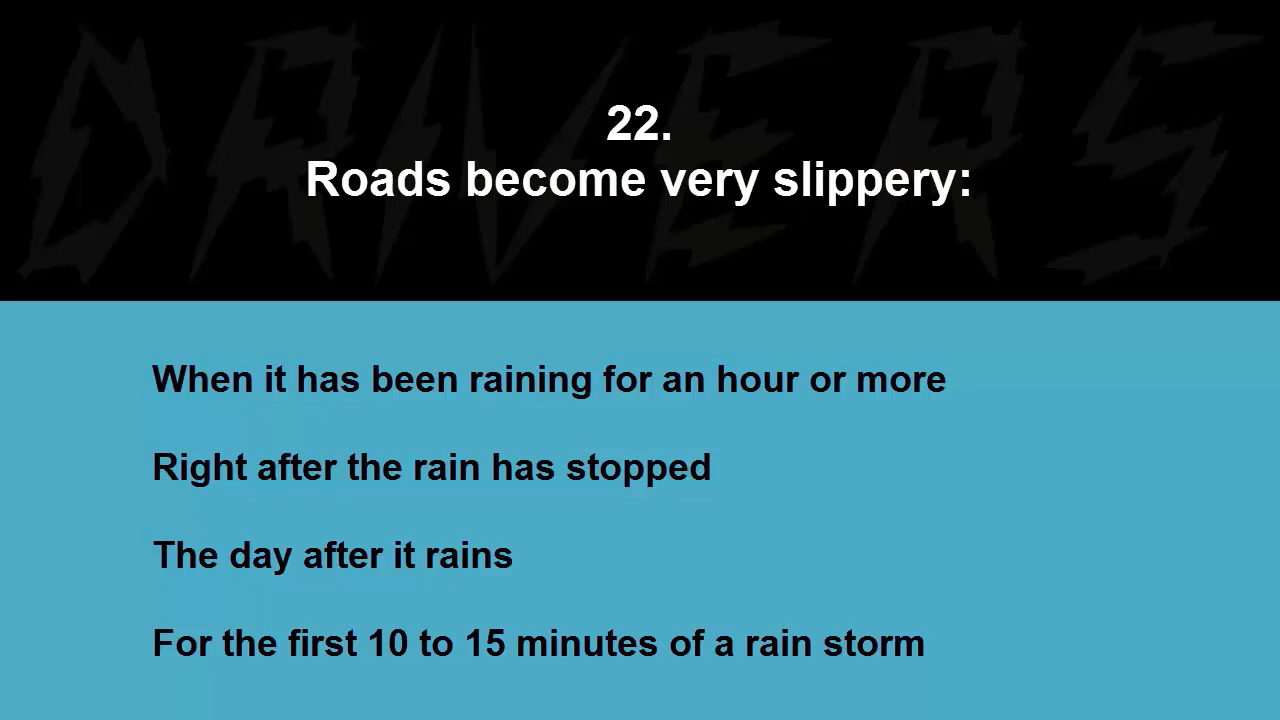 DRIVERS
22.
Roads become very slippery:
When it has been raining for an hour or more
Right after the rain has stopped
The day after it rains
For the first 10 to 15 minutes of a rain storm